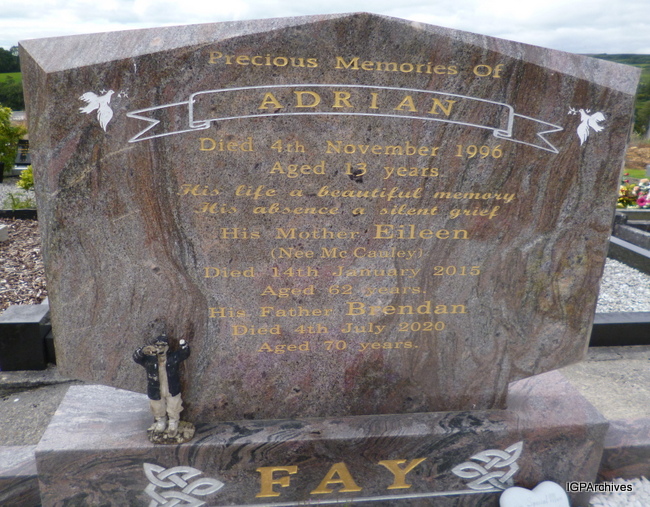 Precious Memories Of
ADRIAN
Died 4th November 1996
Aged 13 years.
His life a beautiful memory
His absence a silent grief
His Mother Eileen
(Nee Mc Cauley)
Died 14th January 2015
Aged 62 years.
His Father Brendan
Died 4th July 2020
Aged 70 years.
FAY
IGPArchives